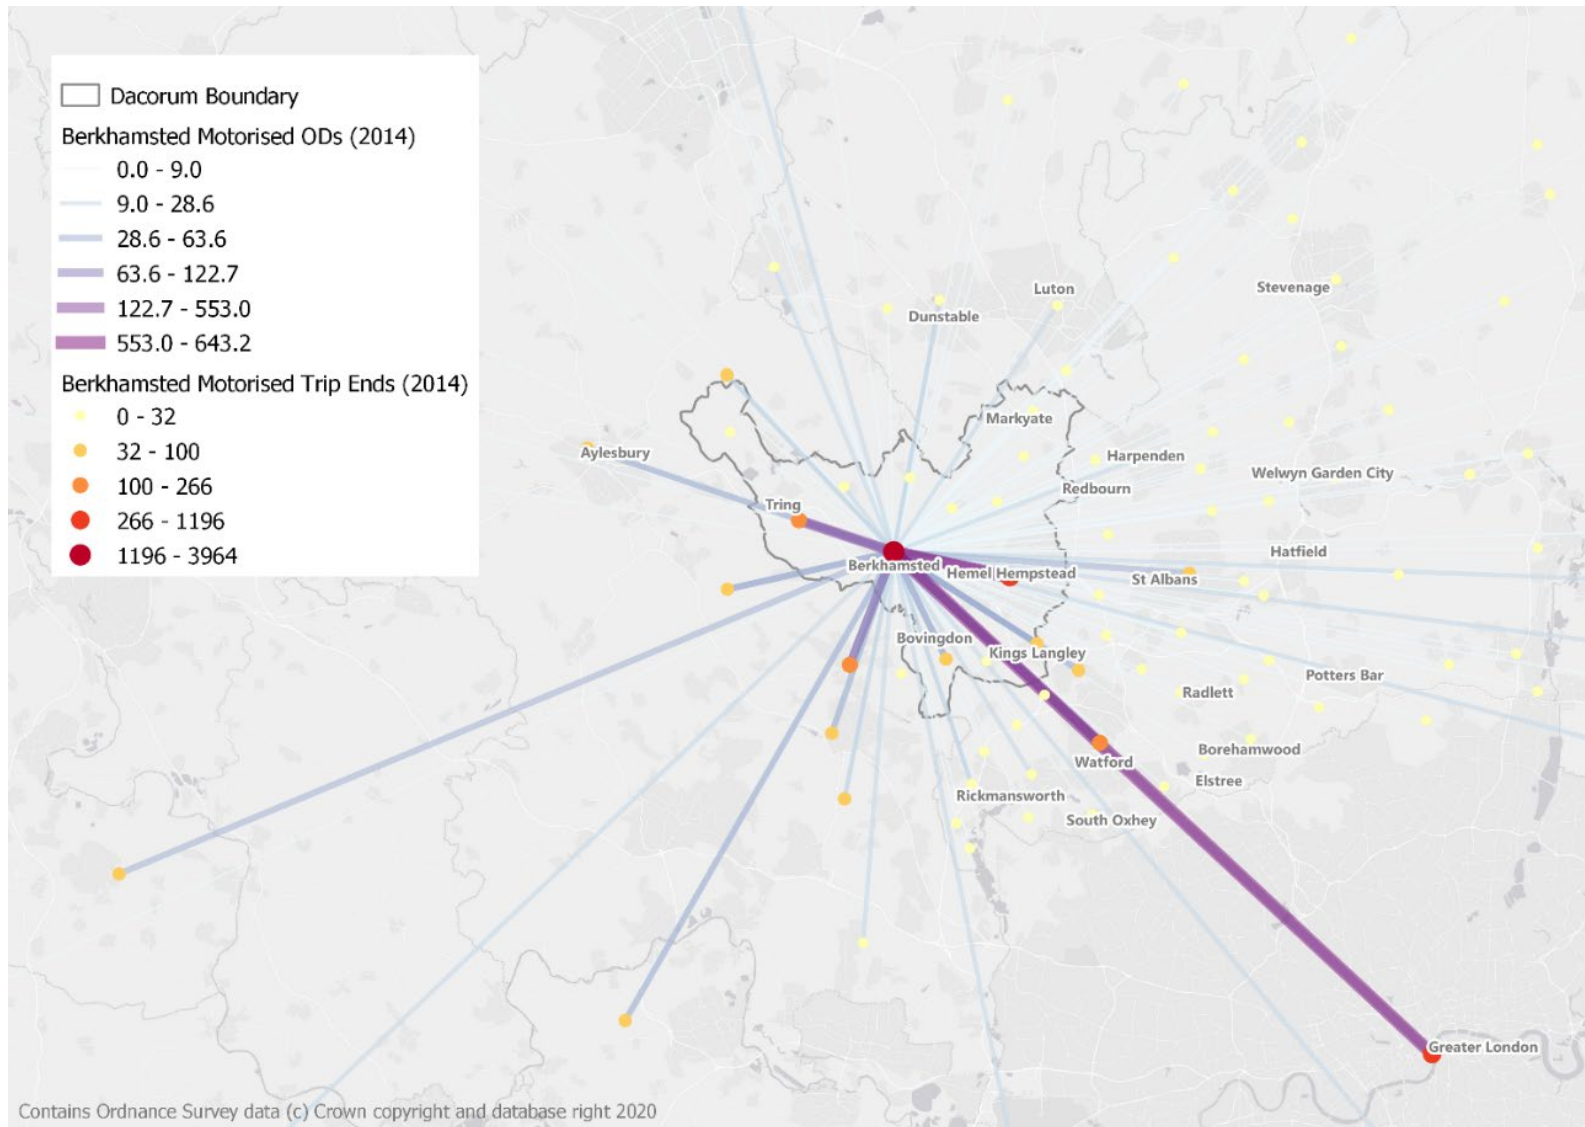 Dacorum Boundary
Berkhamsted Motorised ODs (2014)
0.0 - 9.0
9.0 - 28.6
28.6 - 63.6
63.6 - 122.7
122.7 - 553.0
553.0 - 643.2
Berkhamsted Motorised Trip Ends (2014)
0 - 32
32 - 100
100 - 266
266 - 1196
1196 - 3964
Luton
Stevenage
Dunstable
Markyate
Aylesbury
Harpenden
Welwyn Garden City
Redbourn
Tring
Hatfield
Berkhamsted
Hemel Hempstead
St Albans
Bovingdon
Kings Langley
Potters Bar
Radlett
Borehamwood
Watford
Elstree
Rickmansworth
South Oxhey
Greater London
Contains Ordnance Survey data (c) Crown copyright and database right 2020